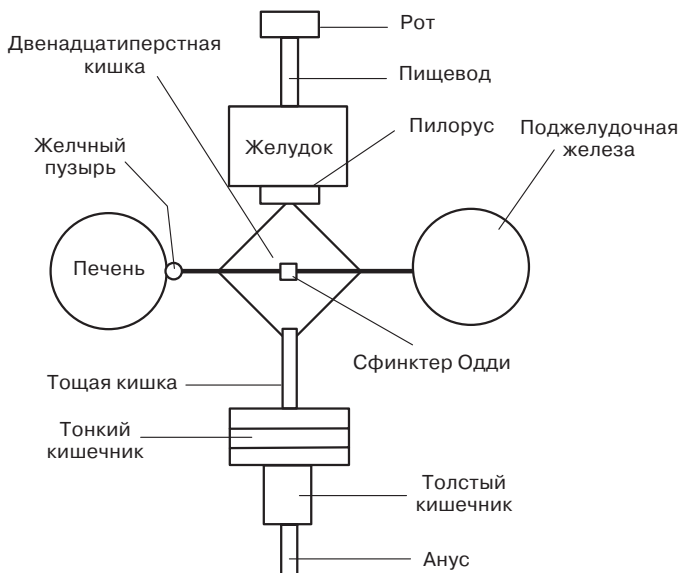 Рот
Двенадцатиперстная
кишка
Пищевод
Пилорус
Поджелудочная
железа
Желчный
пузырь
Желудок
Печень
Сфинктер Одди
Тощая кишка
Тонкий
кишечник
Толстый
кишечник
Анус